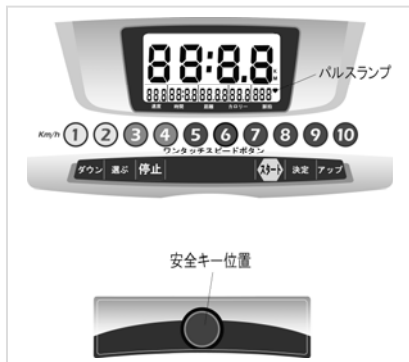 88:8.8
パルスランプ
速度 時間 距離 カロリー 脈拍
Km/h 1 2 3 4 5 6 7 8 9 10
ワンタッチスピードボタン
ダウン 選ぶ 停止 スタート 決定 アップ
安全キー位置